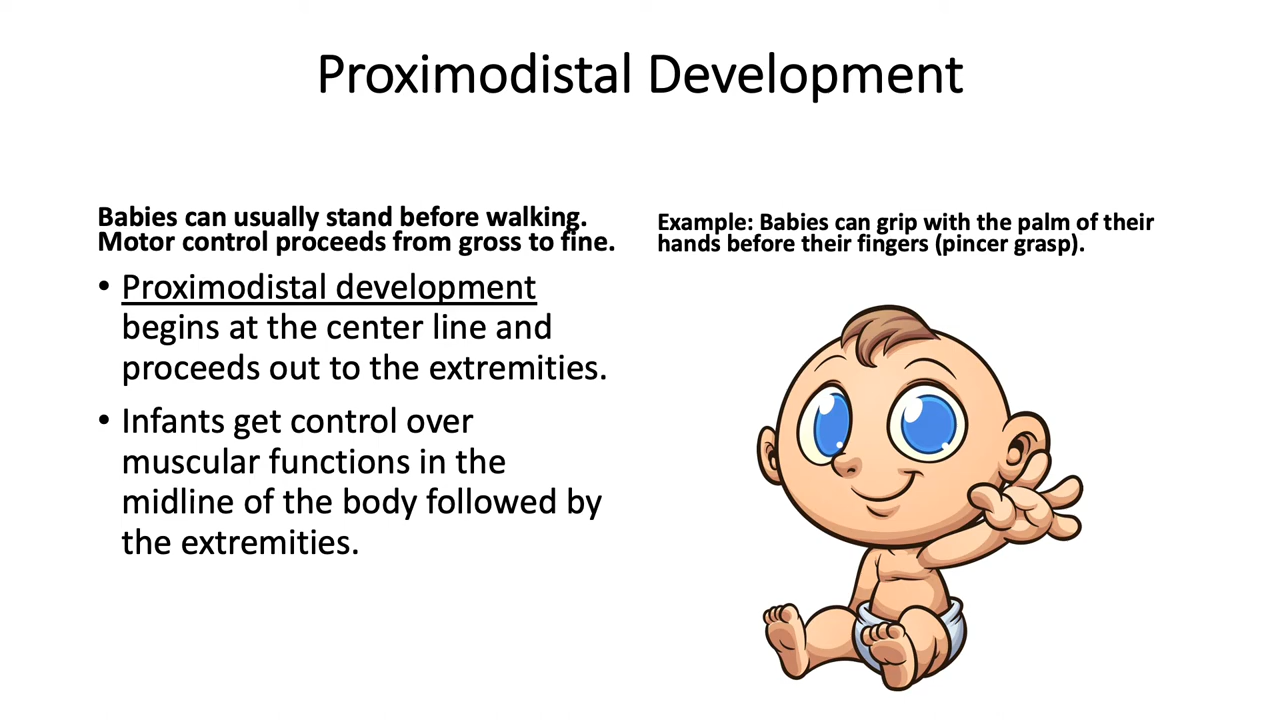 Proximodistal Development
Babies can usually stand before walking.
Motor control proceeds from gross to fine.
• Proximodistal development
begins at the center line and
proceeds out to the extremities.
• Infants get control over
muscular functions in the
midline of the body followed by
the extremities.
Example: Babies can grip with the palm of their
hands before their fingers (pincer grasp).